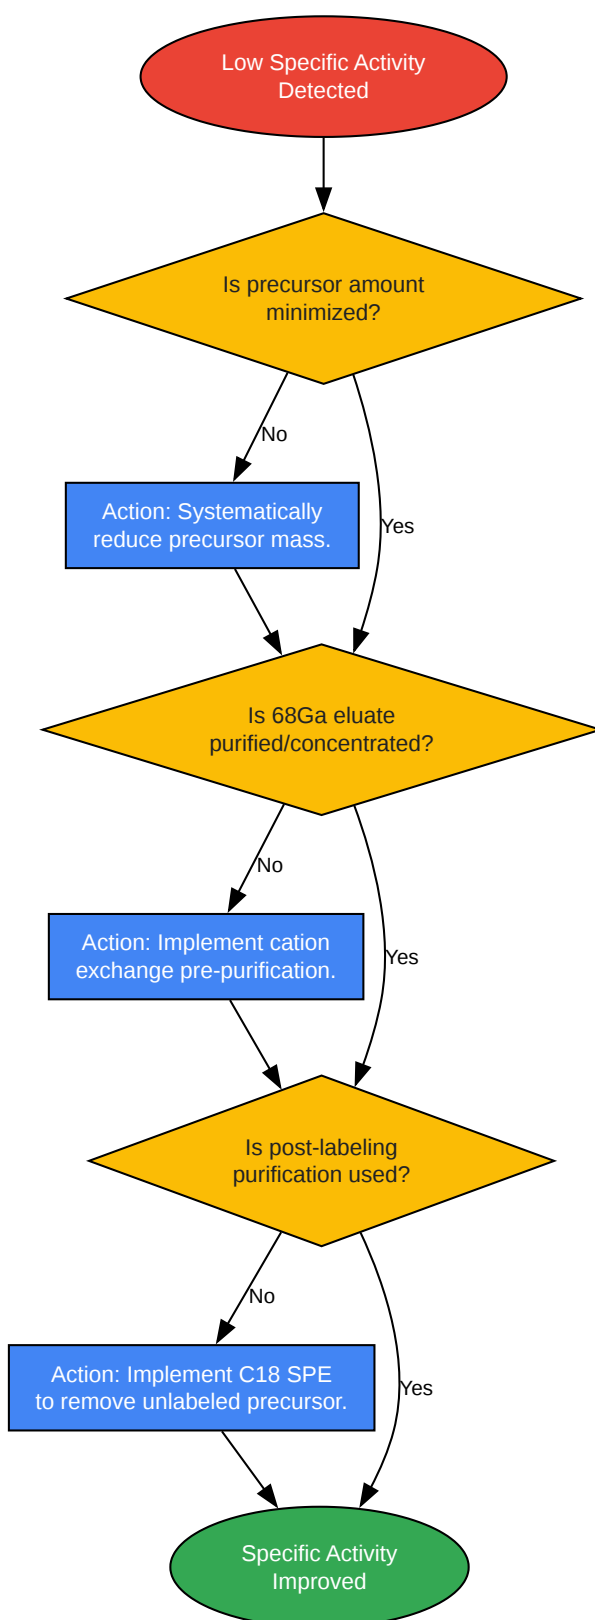 Low Specific Activity
Detected
Is precursor amount
minimized?
No
Action: Systematically
reduce precursor mass.
Yes
Is 68Ga eluate
purified/concentrated?
No
Action: Implement cation
exchange pre-purification.
Yes
Is post-labeling
purification used?
No
Action: Implement C18 SPE
to remove unlabeled precursor.
Yes
Specific Activity
Improved